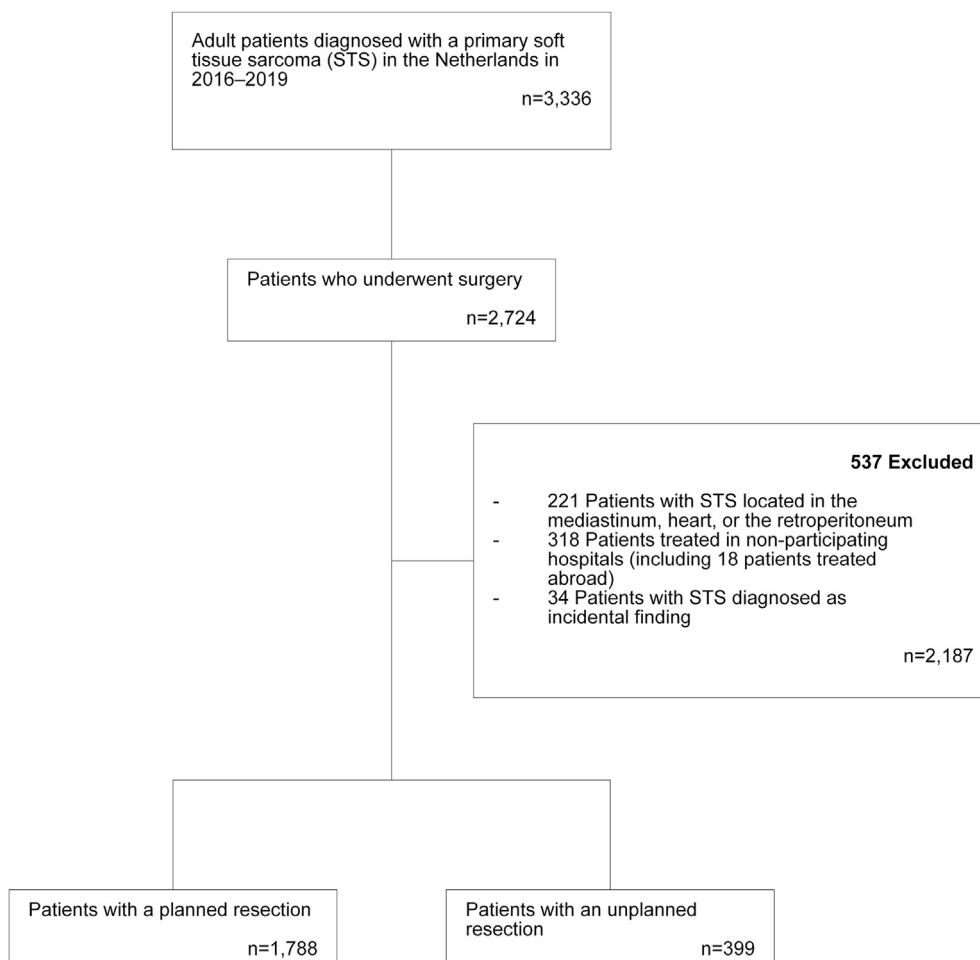 Adult patients diagnosed with a primary soft
tissue sarcoma (STS) in the Netherlands in
2016–2019
n=3,336
Patients who underwent surgery
n=2,724
537 Excluded
- 221 Patients with STS located in the
mediastinum, heart, or the retroperitoneum
- 318 Patients treated in non-participating
hospitals (including 18 patients treated
abroad)
- 34 Patients with STS diagnosed as
incidental finding
n=2,187
Patients with a planned resection
n=1,788
Patients with an unplanned
resection
n=399